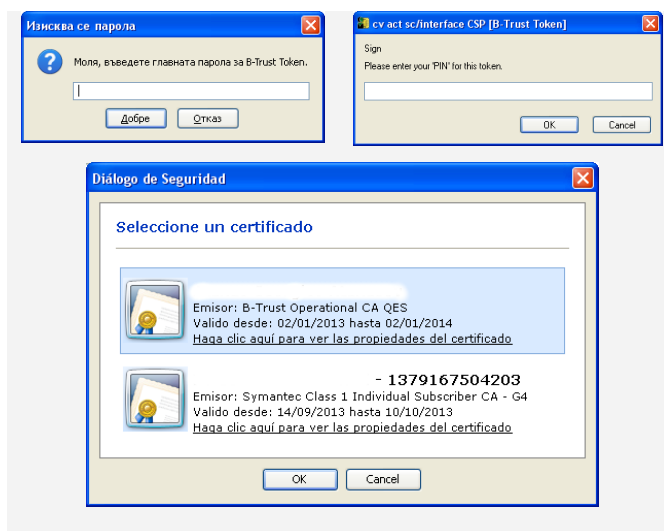 Изисква се парола
Моля, въведете главната парола за B-Trust Token.
Добре
Отказ
cv act sc/interface CSP [B-Trust Token]
Sign
Please enter your 'PIN' for this token.
OK
Cancel
Diálogo de Seguridad
Seleccione un certificado
Emisor: B-Trust Operational CA QES
Valido desde: 02/01/2013 hasta 02/01/2014
Haga clic aquí para ver las propiedades del certificado
- 1379167504203
Emisor: Symantec Class 1 Individual Subscriber CA - G4
Valido desde: 14/09/2013 hasta 10/10/2013
Haga clic aquí para ver las propiedades del certificado
OK
Cancel